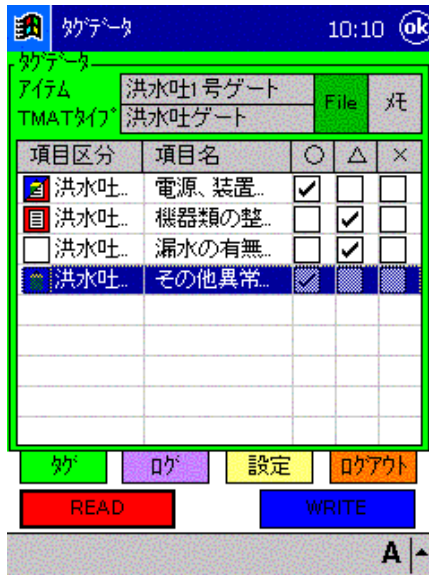 ﾀｸﾞﾃﾞｰﾀ 10:10 ok
ﾀｸﾞﾃﾞｰﾀ
ｱｲﾃﾑ 洪水吐1号ゲート File ﾒﾓ
TMATﾀｲﾌﾟ 洪水吐ゲート
項目区分 項目名 ○ △ ×
洪水吐... 電源、装置...
洪水吐... 機器類の整...
洪水吐... 漏水の有無...
洪水吐... その他異常...
ﾀｸﾞ ﾛｸﾞ 設定 ﾛｸﾞｱｳﾄ
READ WRITE
A